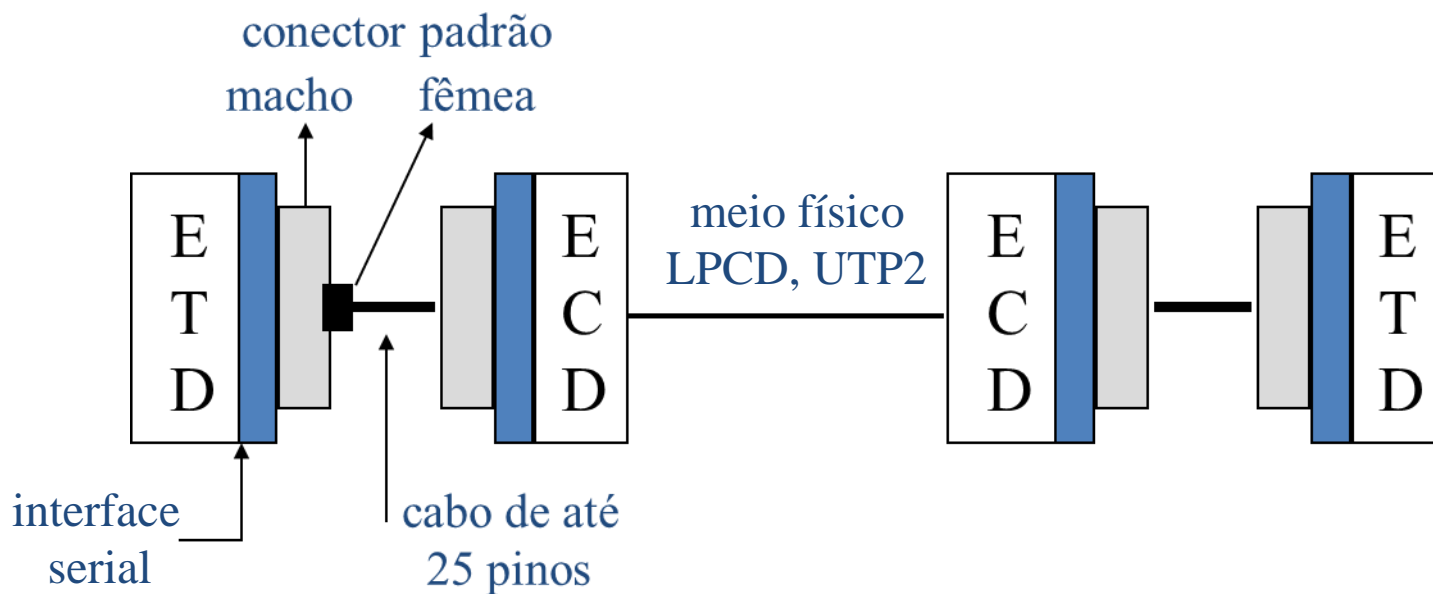 conector padrão
macho fêmea
E
T
D
E
C
D
meio físico
LPCD, UTP2
E
C
D
E
T
D
interface
serial
cabo de até
25 pinos